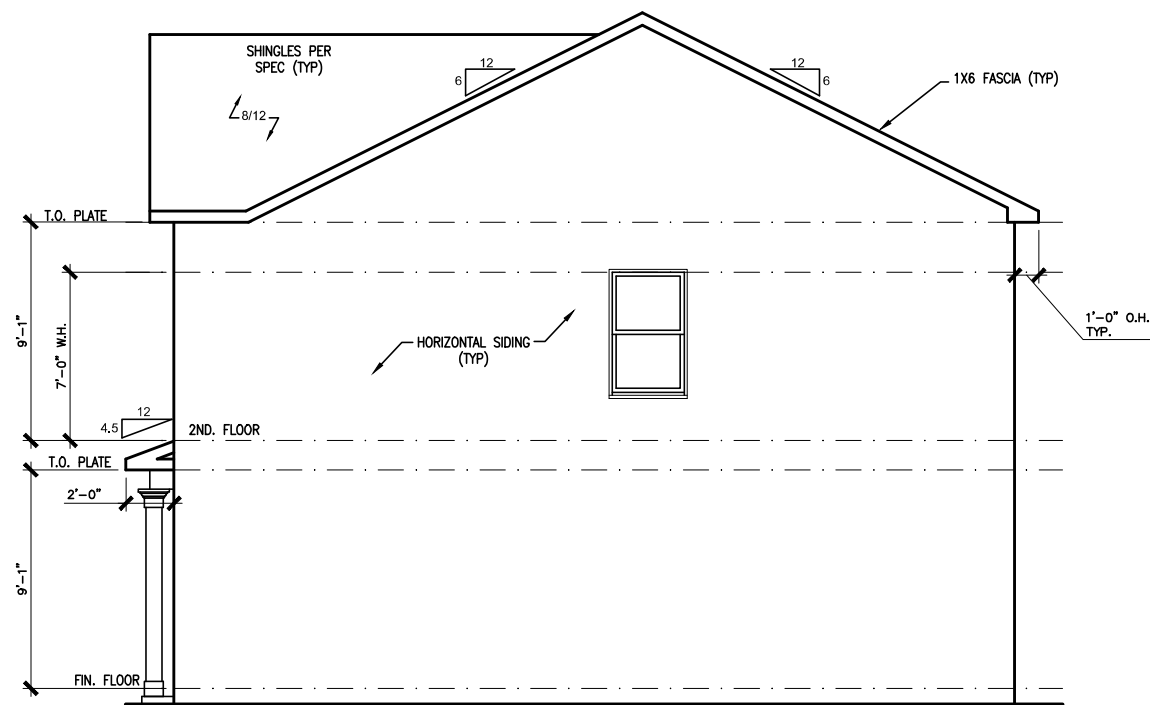 SHINGLES PER
SPEC (TYP)
12
6
12
6
1X6 FASCIA (TYP)
8/12
T.O. PLATE
9'-1"
7'-0" W.H.
1'-0" O.H.
TYP.
HORIZONTAL SIDING
(TYP)
12
4.5
2ND. FLOOR
T.O. PLATE
2'-0"
9'-1"
FIN. FLOOR